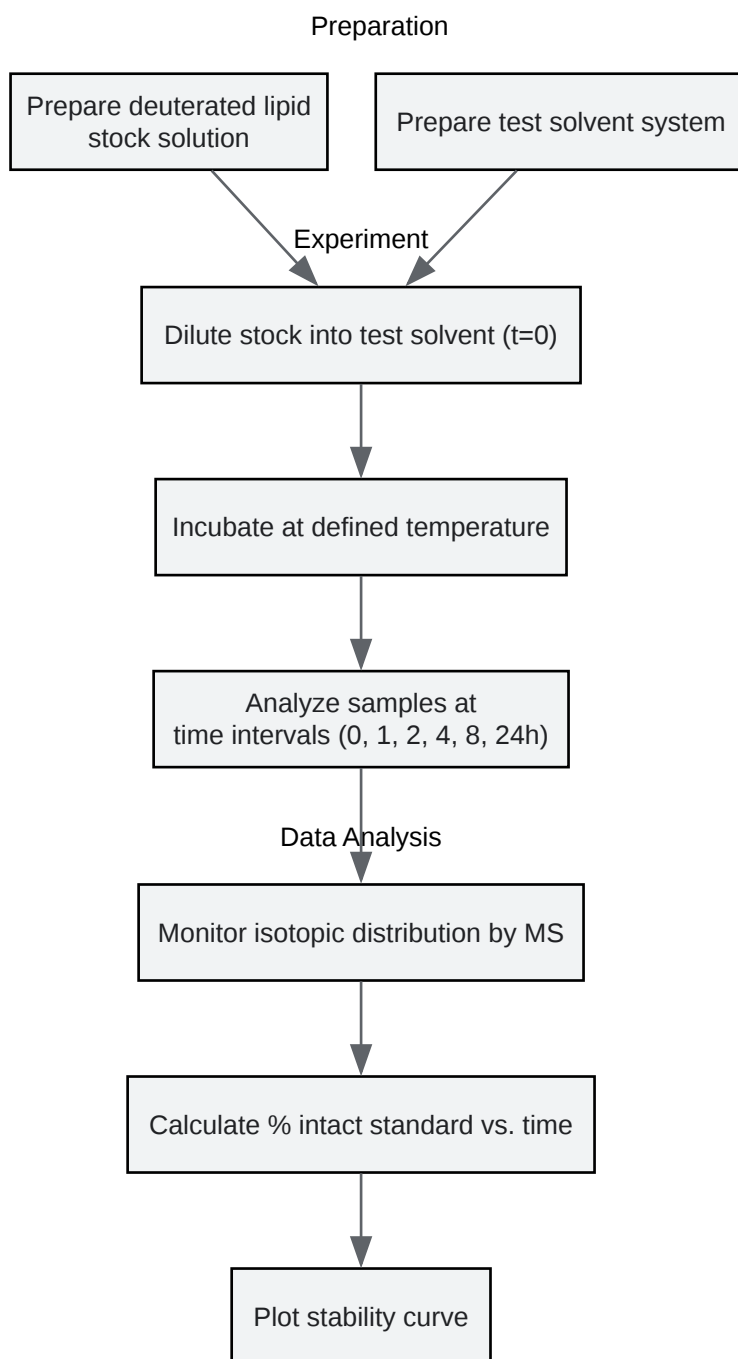 Preparation
Prepare deuterated lipid
stock solution
Prepare test solvent system
Experiment
Dilute stock into test solvent (t=0)
Incubate at defined temperature
Analyze samples at
time intervals (0, 1, 2, 4, 8, 24h)
Data Analysis
Monitor isotopic distribution by MS
Calculate % intact standard vs. time
Plot stability curve